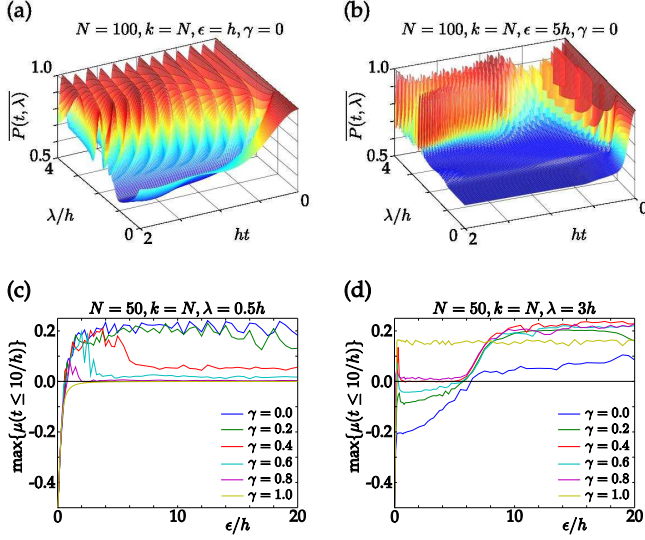 (a)
N = 100, k = N, ϵ = h, γ = 0
1.0
P(t, λ)
0.5
4
λ/h
0
2
ht
0
(b)
N = 100, k = N, ϵ = 5h, γ = 0
1.0
P(t, λ)
0.5
4
λ/h
0
2
ht
0
(c)
N = 50, k = N, λ = 0.5h
max{μ(t ≤ 10/h)}
0.2
0.0
-0.2
-0.4
γ = 0.0
γ = 0.2
γ = 0.4
γ = 0.6
γ = 0.8
γ = 1.0
0 10 20
ϵ/h
(d)
N = 50, k = N, λ = 3h
max{μ(t ≤ 10/h)}
0.2
0.0
-0.2
-0.4
γ = 0.0
γ = 0.2
γ = 0.4
γ = 0.6
γ = 0.8
γ = 1.0
0 10 20
ϵ/h